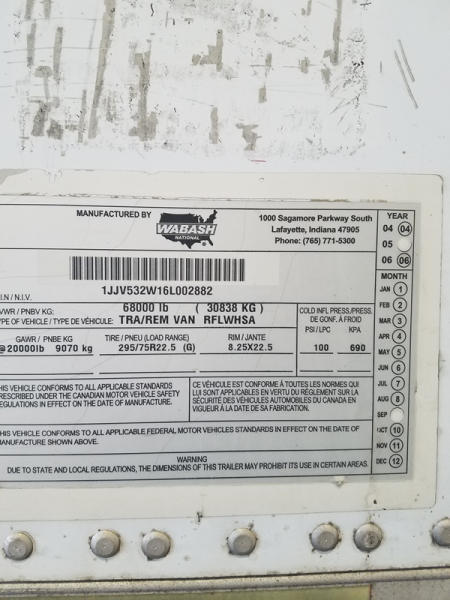 MANUFACTURED BY
WABASH
NATIONAL
1000 Sagamore Parkway South
Lafayette, Indiana 47905
Phone: (765) 771-5300
YEAR
04 04
05
06 06
MONTH
JAN 1
FEB 2
MAR 3
APR 4
MAY 5
JUN 6
JUL 7
AUG 8
SEP
OCT 10
NOV 11
DEC 12
1JJV532W16L002882
I.N / N.I.V.
VWR / PNBV KG: 68000 lb ( 30838 KG )
YPE OF VEHICLE / TYPE DE VÉHICULE: TRA/REM VAN RFLWHSA
COLD INFL PRESS/PRESS.
DE GONF. À FROID
PSI / LPC KPA
GAWR / PNBE KG TIRE / PNEU (LOAD RANGE) RIM / JANTE
@20000lb 9070 kg 295/75R22.5 (G) 8.25X22.5 100 690
HIS VEHICLE CONFORMS TO ALL APPLICABLE STANDARDS
RESCRIBED UNDER THE CANADIAN MOTOR VEHICLE SAFETY
EGULATIONS IN EFFECT ON THE DATE OF MANUFACTURE.
CE VÉHICULE EST CONFORME À TOUTES LES NORMES QUI
LUI SONT APPLICABLES EN VERTU DU RÈGLEMENT SUR LA
SÉCURITÉ DES VÉHICULES AUTOMOBILES DU CANADA EN
VIGUEUR À LA DATE DE SA FABRICATION.
HIS VEHICLE CONFORMS TO ALL APPLICABLE FEDERAL MOTOR VEHICLES STANDARDS IN EFFECT ON THE DATE OF
MANUFACTURE SHOWN ABOVE.
WARNING
DUE TO STATE AND LOCAL REGULATIONS, THE DIMENSIONS OF THIS TRAILER MAY PROHIBIT ITS USE IN CERTAIN AREAS.